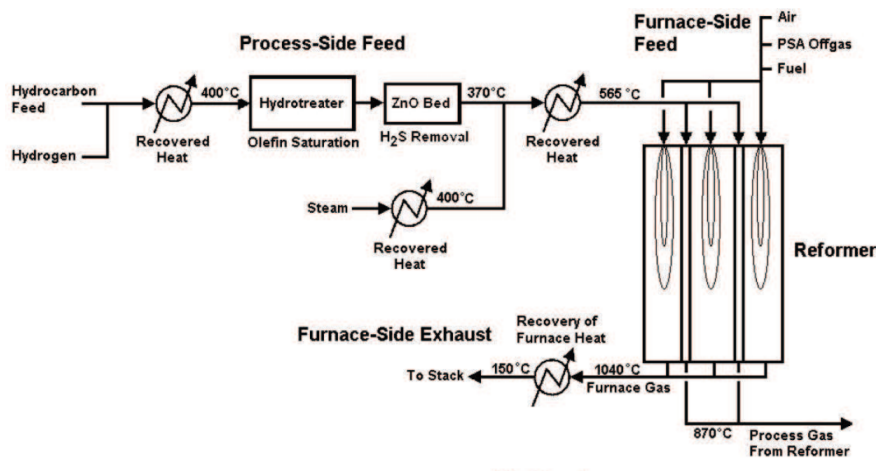 Process-Side Feed
Furnace-Side
Feed
Air
PSA Offgas
Fuel
Hydrocarbon
Feed
Hydrogen
400°C
Recovered
Heat
Hydrotreater
Olefin Saturation
ZnO Bed
H₂S Removal
370°C
Recovered
Heat
565 °C
Steam
400°C
Recovered
Heat
Reformer
Furnace-Side Exhaust
Recovery of
Furnace Heat
To Stack
150°C
1040°C
Furnace Gas
870°C
Process Gas
From Reformer